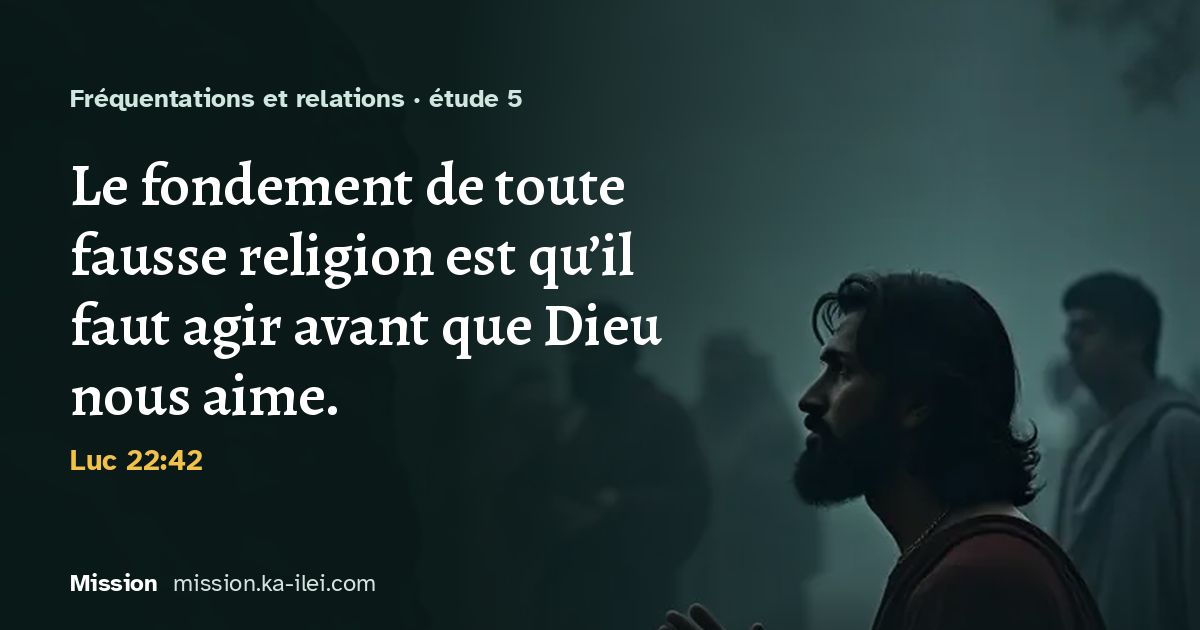 Fréquentations et relations · étude 5
Le fondement de toute
fausse religion est qu’il
faut agir avant que Dieu
nous aime.
Luc 22:42
Mission mission.ka-ilei.com